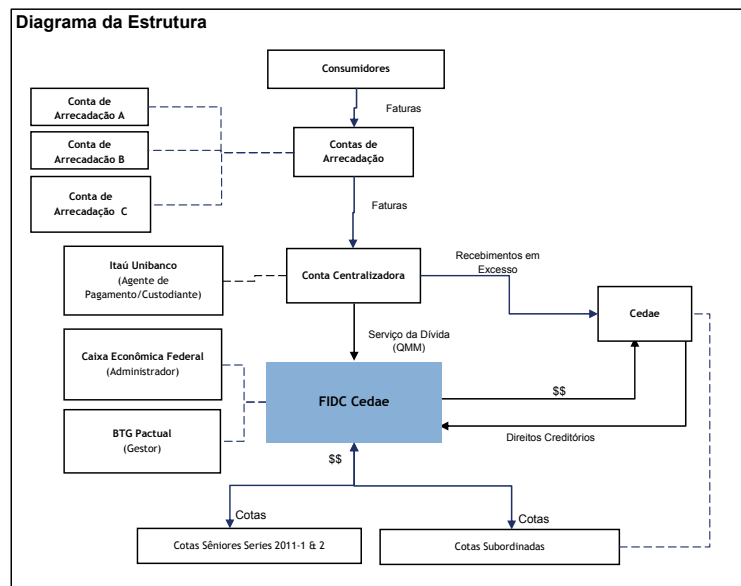 Diagrama da Estrutura
Consumidores
Faturas
Conta de
Arrecadação A
Conta de
Arrecadacão B
Conta de
Arrecadação C
Contas de
Arrecadação
Faturas
Itaú Unibanco
(Agente de
Pagamento/Custodiante)
Conta Centralizadora
Recebimentos em
Excesso
Cedae
Serviço da Dívida
(QMM)
Caixa Econômica Federal
(Administrador)
FIDC Cedae
$$
BTG Pactual
(Gestor)
Direitos Creditórios
$$
Cotas
Cotas
Cotas Sêniores Series 2011-1 & 2
Cotas Subordinadas